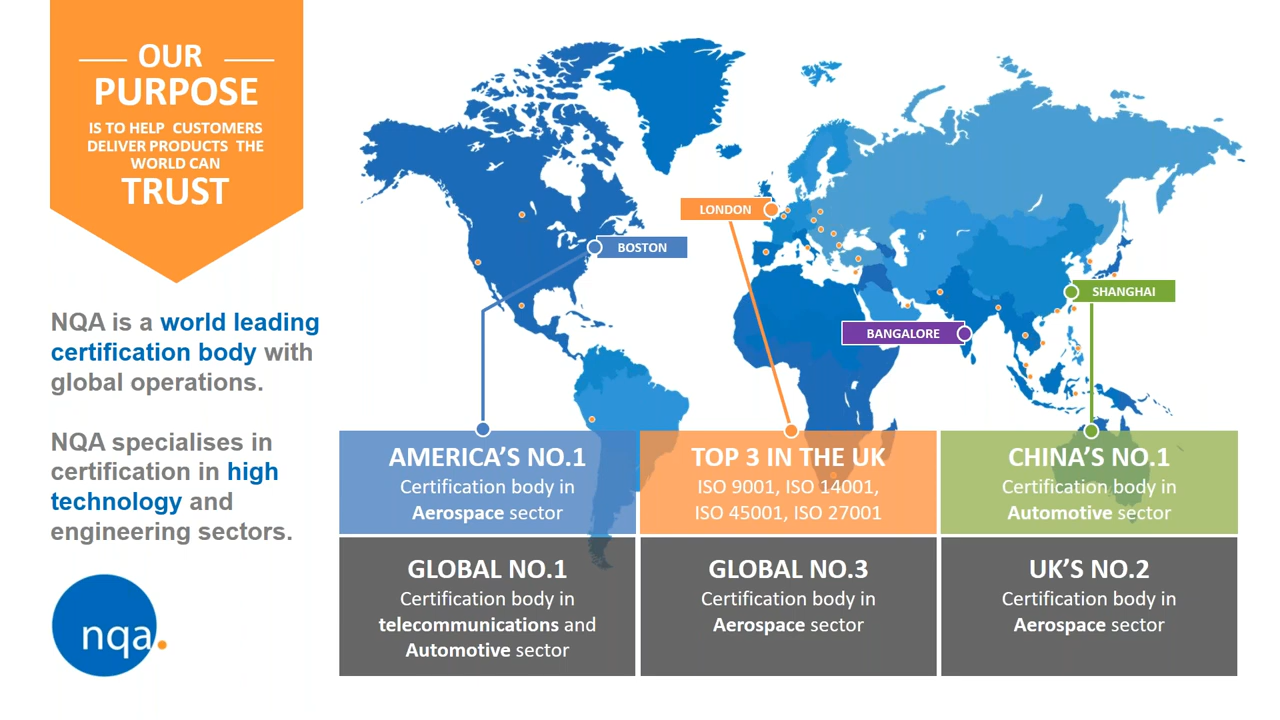 OUR
PURPOSE
IS TO HELP CUSTOMERS
DELIVER PRODUCTS THE
WORLD CAN
TRUST
NQA is a world leading
certification body with
global operations.
NQA specialises in
certification in high
technology and
engineering sectors.
nqa.
LONDON
BOSTON
SHANGHAI
BANGALORE
AMERICA'S NO.1
Certification body in
Aerospace sector
TOP 3 IN THE UK
ISO 9001, ISO 14001,
ISO 45001, ISO 27001
CHINA'S NO.1
Certification body in
Automotive sector
GLOBAL NO.1
Certification body in
telecommunications and
Automotive sector
GLOBAL NO.3
Certification body in
Aerospace sector
UK'S NO.2
Certification body in
Aerospace sector